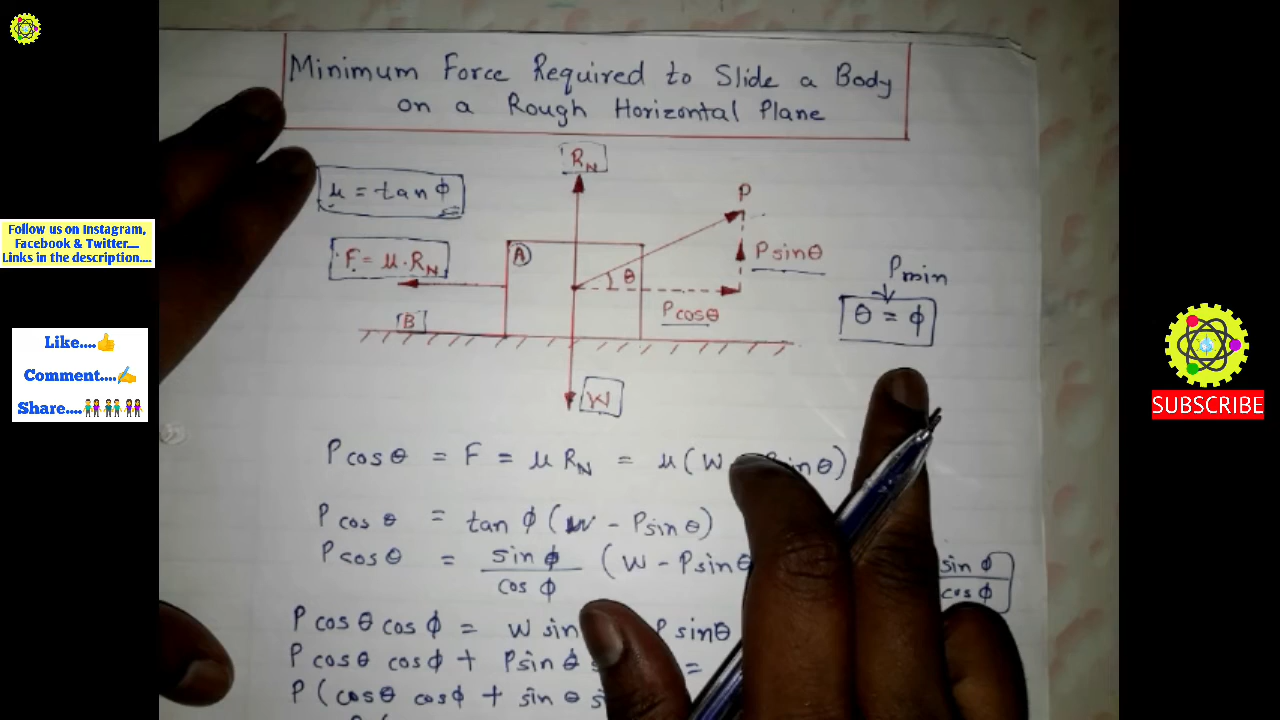 Minimum Force Required to Slide a Body
on a Rough Horizontal Plane
R_N
μ = tan ϕ
P
A
F = μ · R_N
θ
P sinθ
P_min
Follow us on Instagram,
Facebook & Twitter....
Links in the description....
B
P cosθ
θ = ϕ
Like....👍
Comment....✍
Share....👫👫👭
W
SUBSCRIBE
P cos θ = F = μ R_N = μ (W sin θ)
P cos θ = tan ϕ (W - P sin θ)
P cos θ = sin ϕ / cos ϕ (W - P sin θ
sin ϕ / cos ϕ
P cos θ cos ϕ = W sin P sin θ
P cos θ cos ϕ + P sin θ =
P (cos θ cos ϕ + sin θ